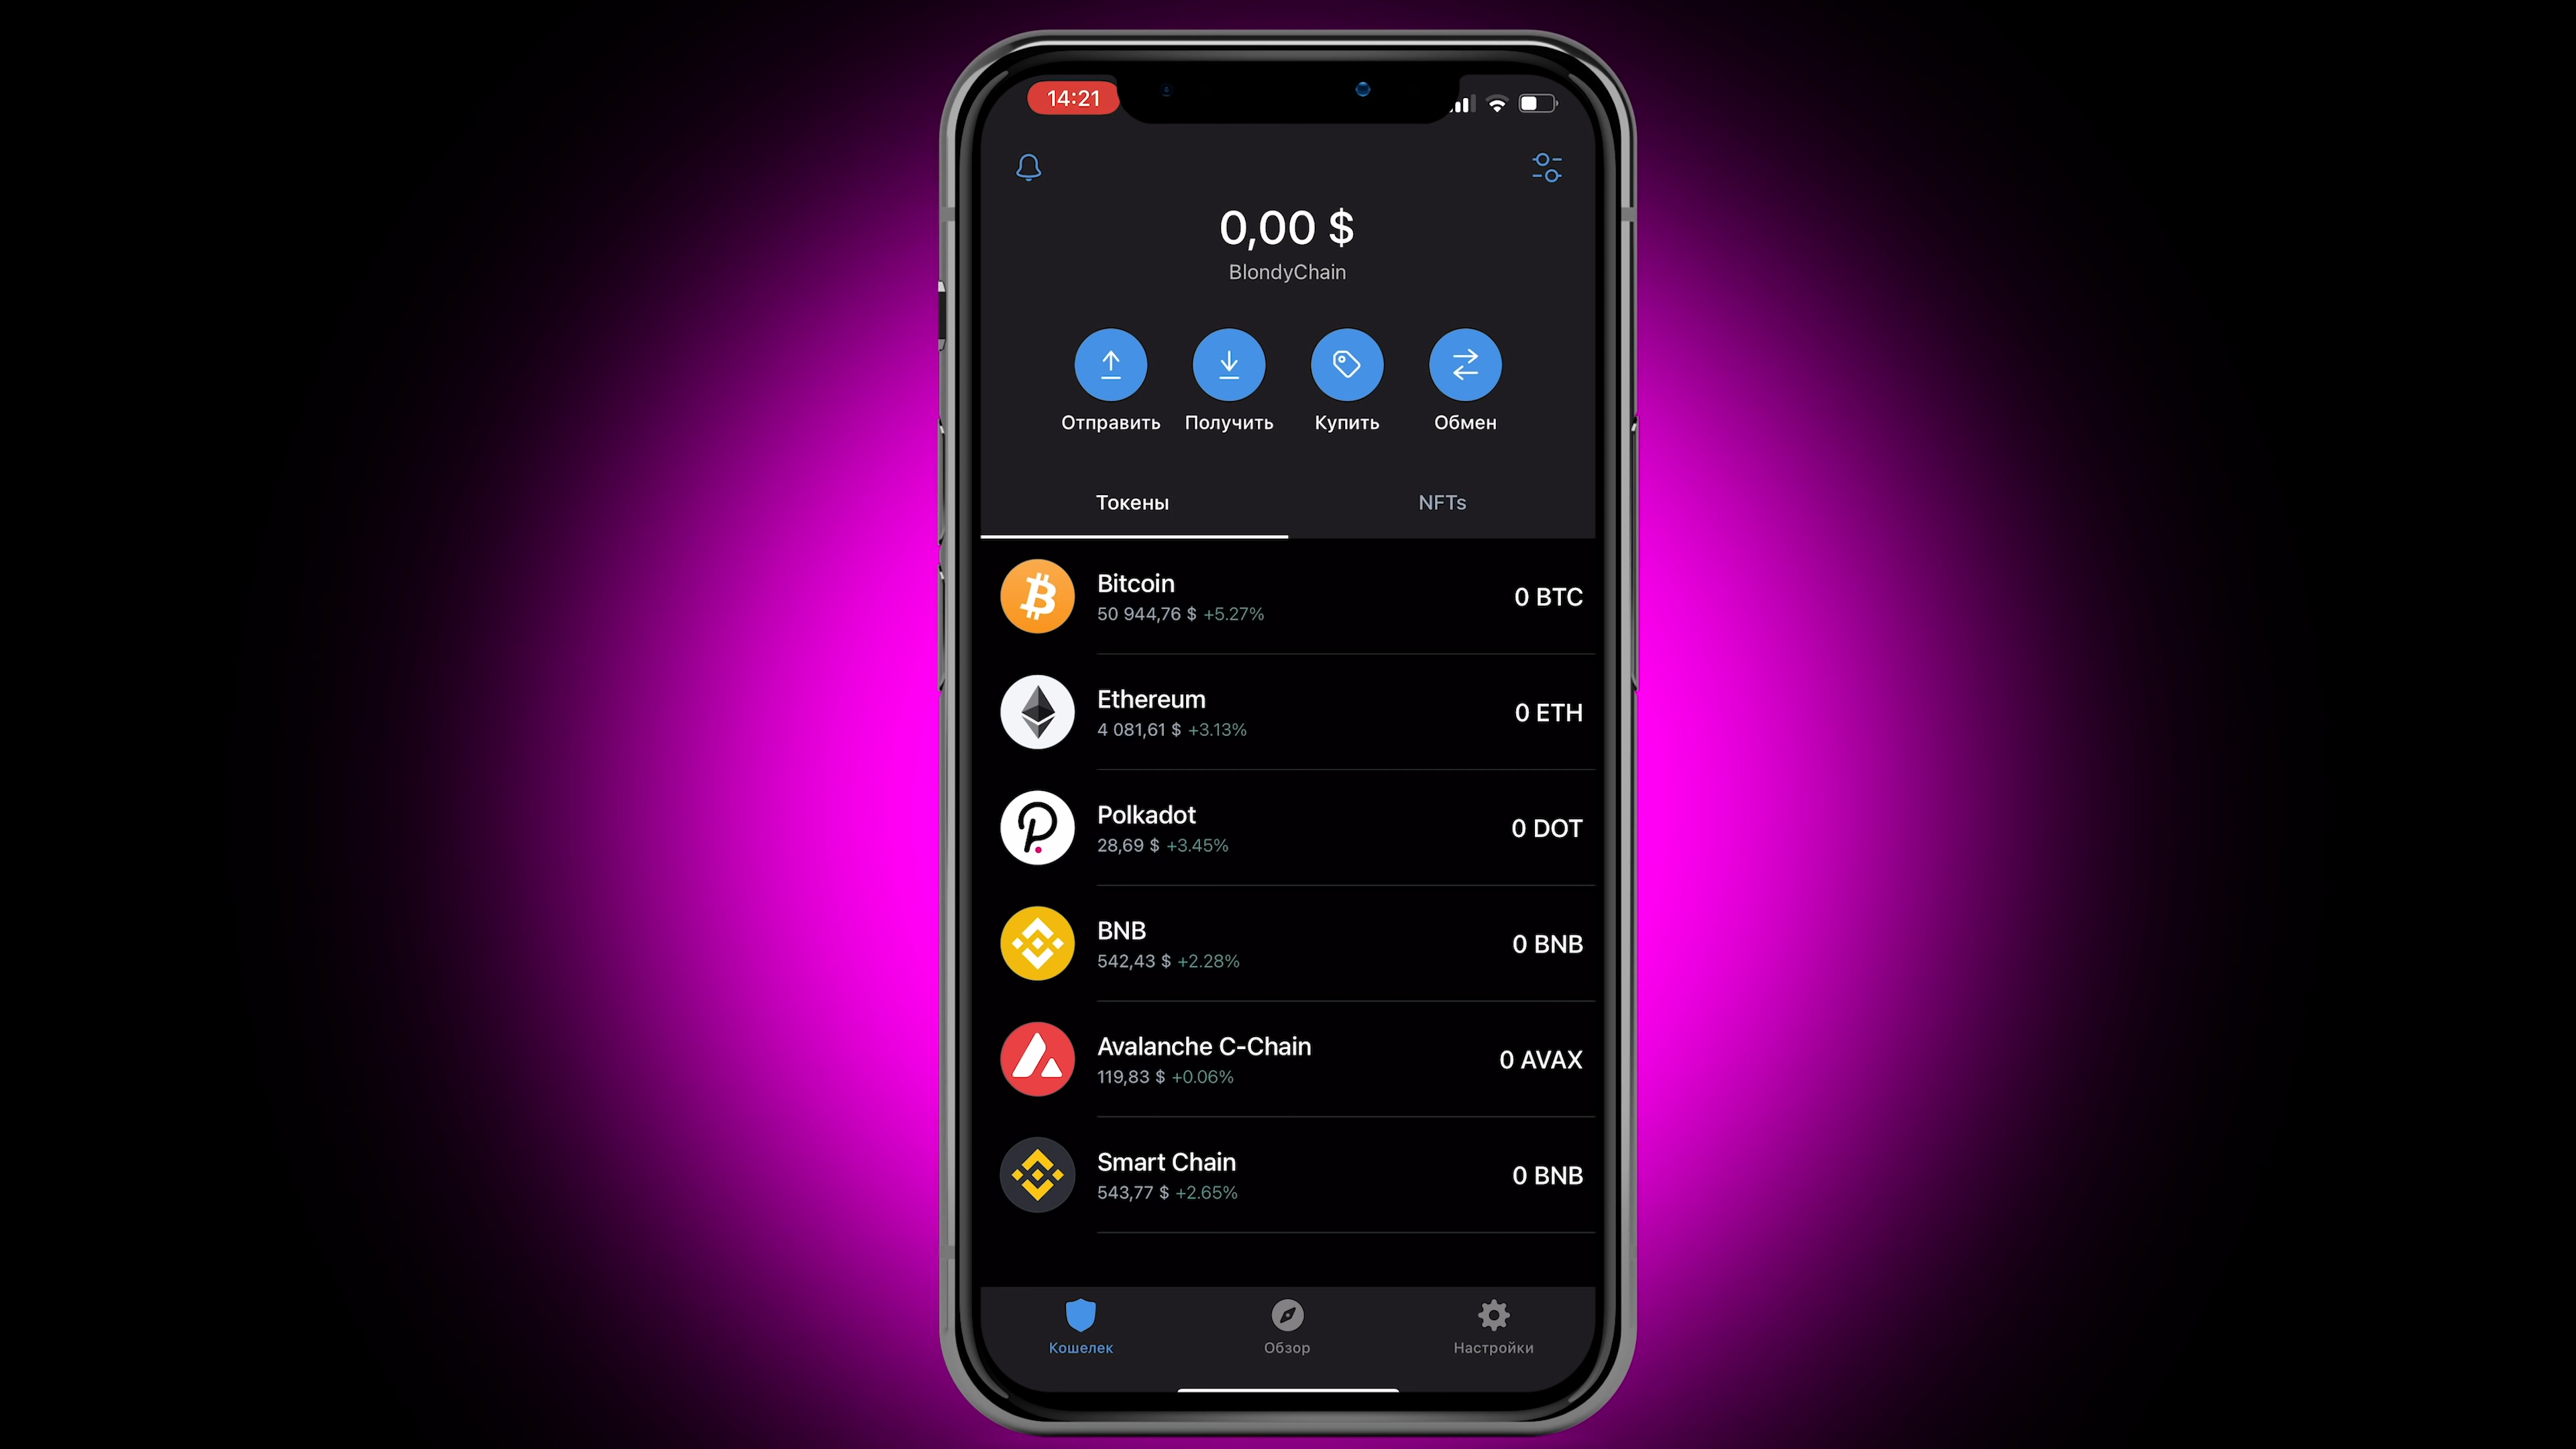 14:21
0,00 $
BlondyChain
Отправить Получить Купить Обмен
Токены NFTs
Bitcoin
50 944,76 $ +5.27%
0 BTC
Ethereum
4 081,61 $ +3.13%
0 ETH
Polkadot
28,69 $ +3.45%
0 DOT
BNB
542,43 $ +2.28%
0 BNB
Avalanche C-Chain
119,83 $ +0.06%
0 AVAX
Smart Chain
543,77 $ +2.65%
0 BNB
Кошелек Обзор Настройки